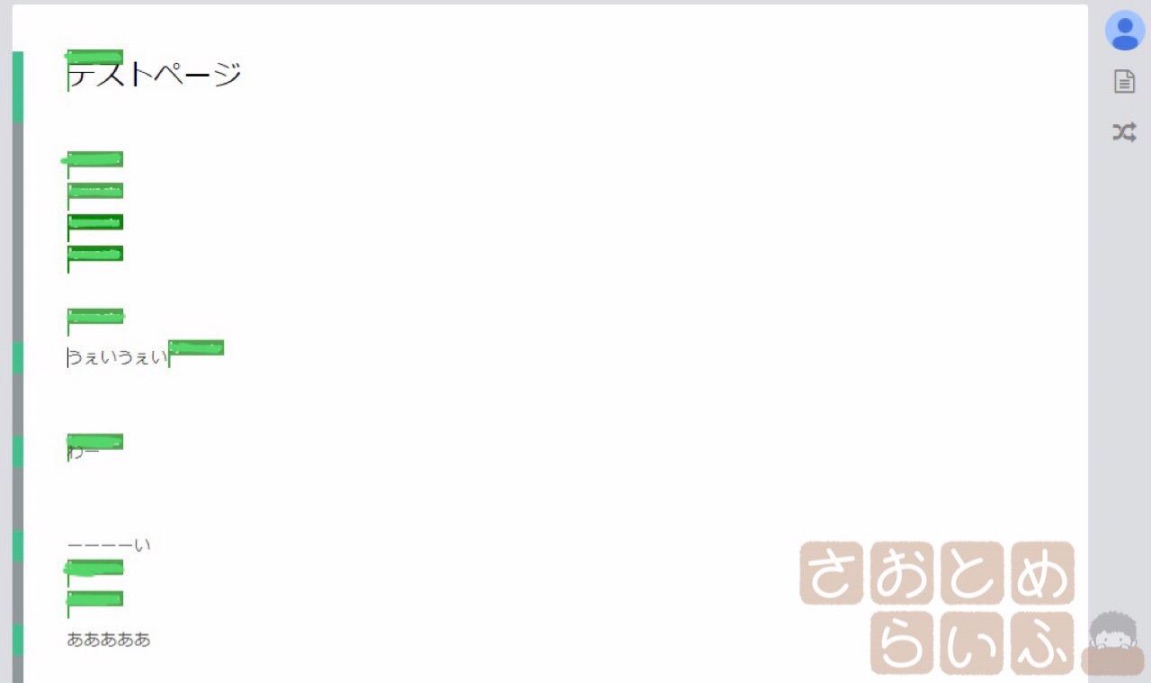 テストページ
うぇいうぇい
わー
ーーーーい
あああああ
さおとめ
らいふ